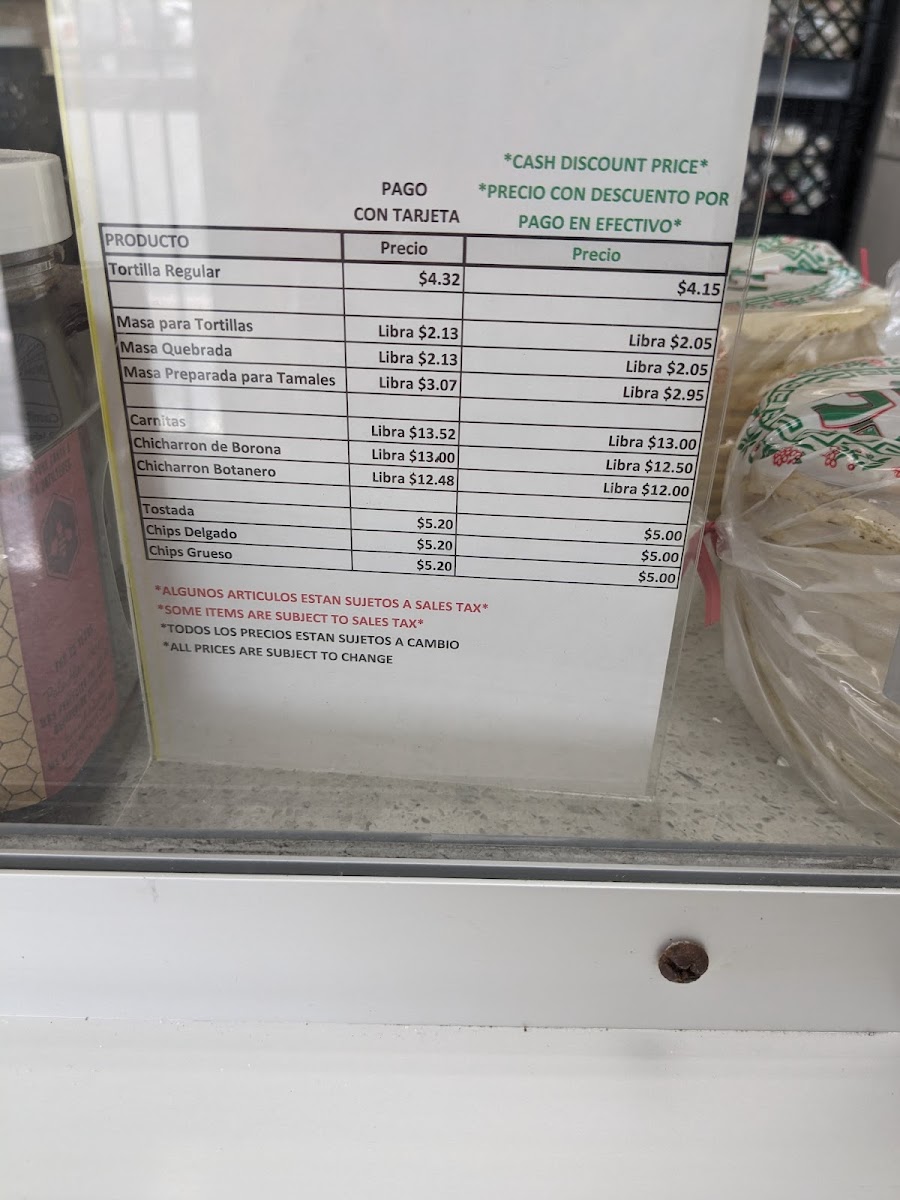 *CASH DISCOUNT PRICE*
PAGO *PRECIO CON DESCUENTO POR
CON TARJETA PAGO EN EFECTIVO*
PRODUCTO Precio Precio
Tortilla Regular $4.32 $4.15
Masa para Tortillas Libra $2.13 Libra $2.05
Masa Quebrada Libra $2.13 Libra $2.05
Masa Preparada para Tamales Libra $3.07 Libra $2.95
Carnitas Libra $13.52 Libra $13.00
Chicharron de Borona Libra $13.00 Libra $12.50
Chicharron Botanero Libra $12.48 Libra $12.00
Tostada $5.20 $5.00
Chips Delgado $5.20 $5.00
Chips Grueso $5.20 $5.00
*ALGUNOS ARTICULOS ESTAN SUJETOS A SALES TAX*
*SOME ITEMS ARE SUBJECT TO SALES TAX*
*TODOS LOS PRECIOS ESTAN SUJETOS A CAMBIO
*ALL PRICES ARE SUBJECT TO CHANGE